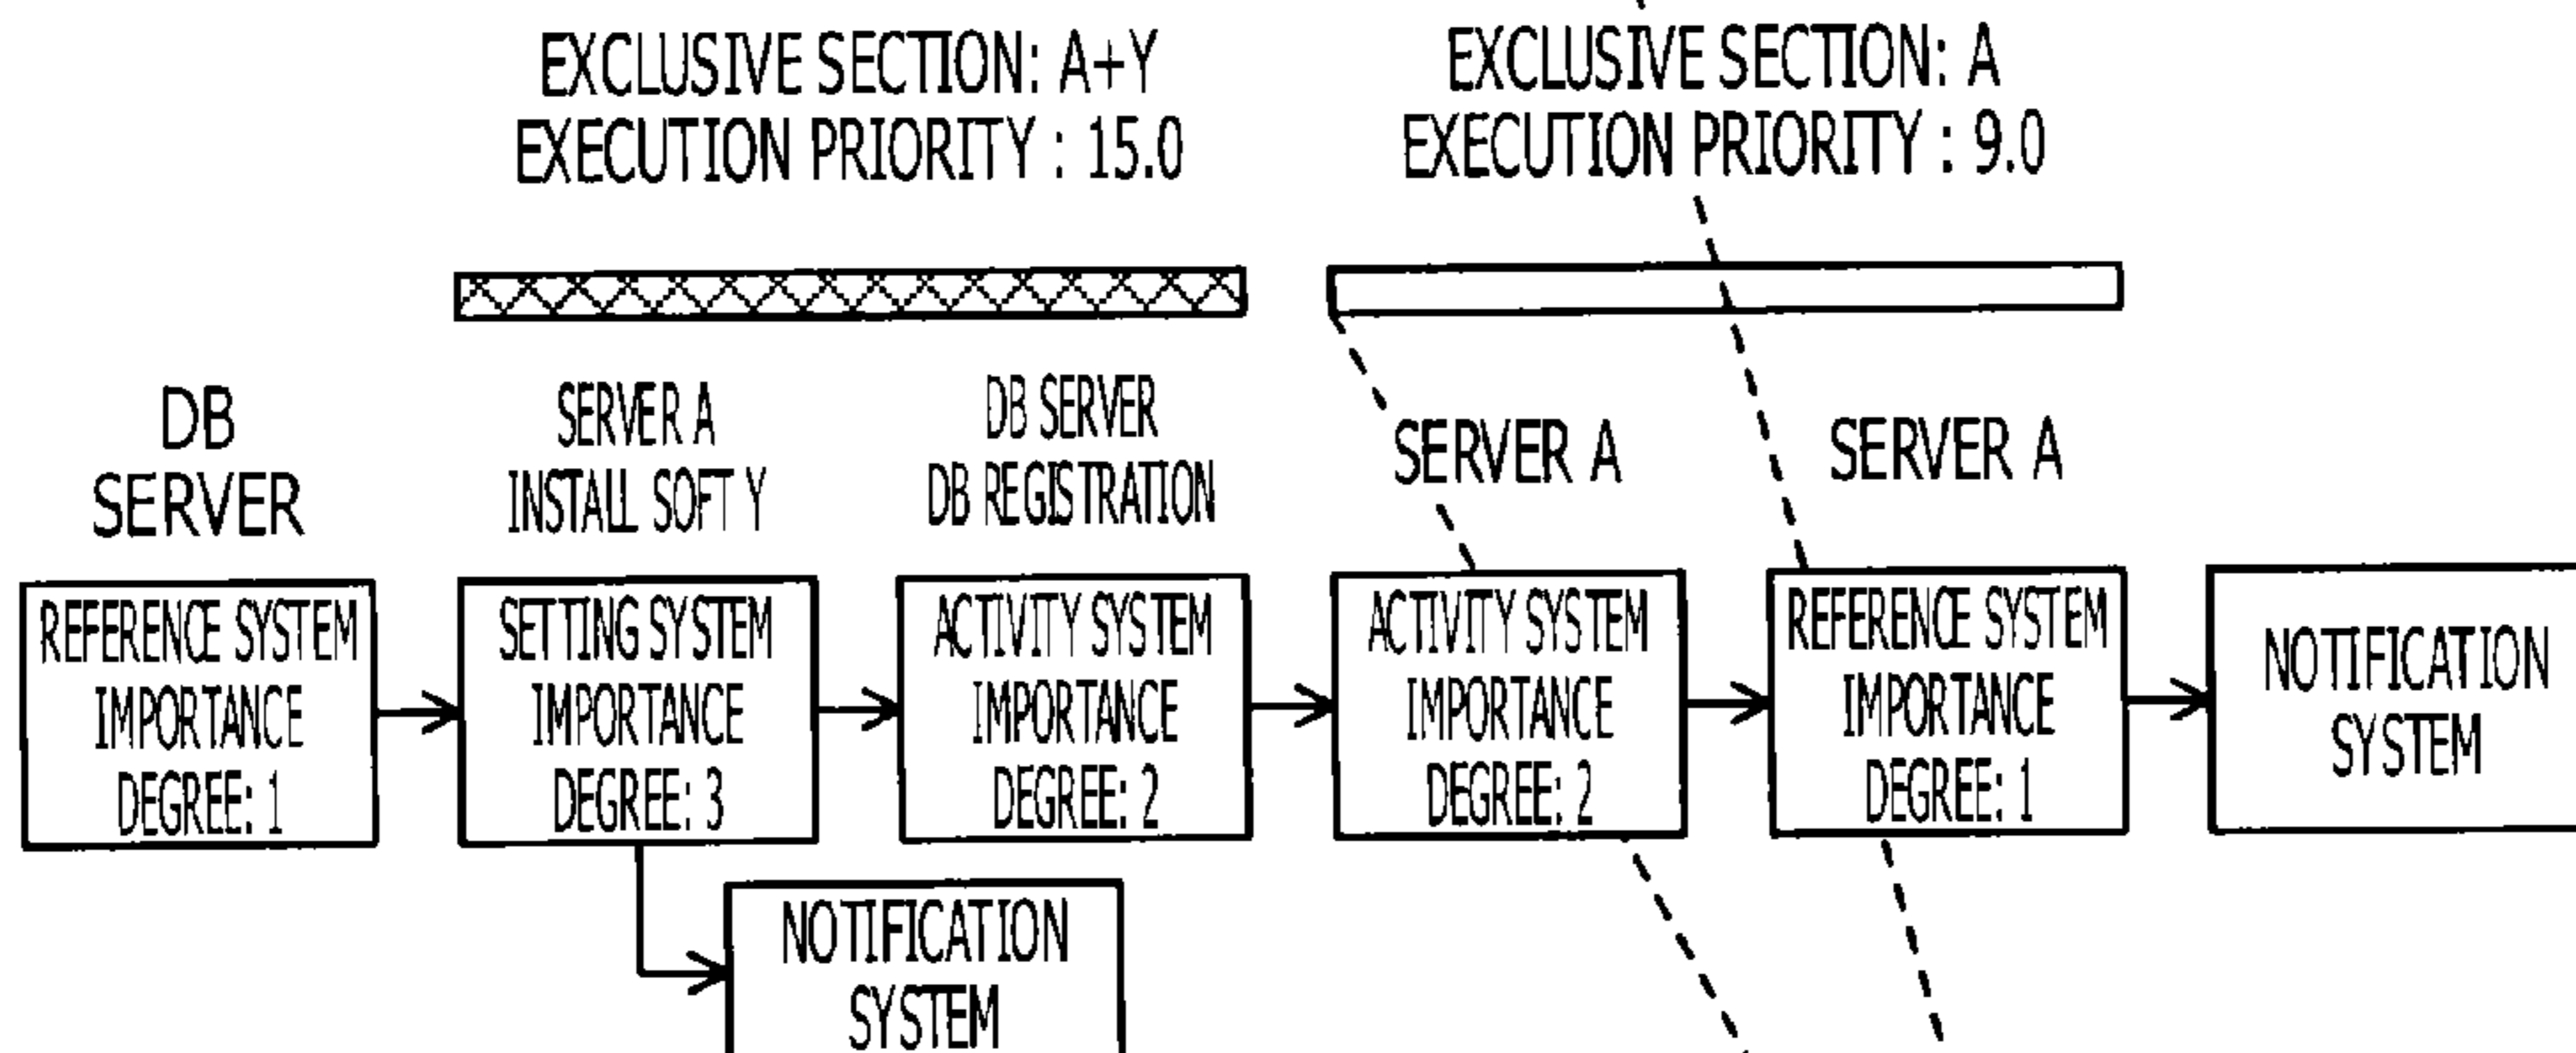 EXCLUSIVE SECTION: A+Y
EXECUTION PRIORITY : 15.0
EXCLUSIVE SECTION: A
EXECUTION PRIORITY : 9.0
DB
SERVER
SERVER A
INSTALL SOFT Y
DB SERVER
DB REGISTRATION
SERVER A
SERVER A
REFERENCE SYSTEM
IMPORTANCE
DEGREE: 1
SETTING SYSTEM
IMPORTANCE
DEGREE: 3
ACTIVITY SYSTEM
IMPORTANCE
DEGREE: 2
ACTIVITY SYSTEM
IMPORTANCE
DEGREE: 2
REFERENCE SYSTEM
IMPORTANCE
DEGREE: 1
NOTIFICATION
SYSTEM
NOTIFICATION
SYSTEM